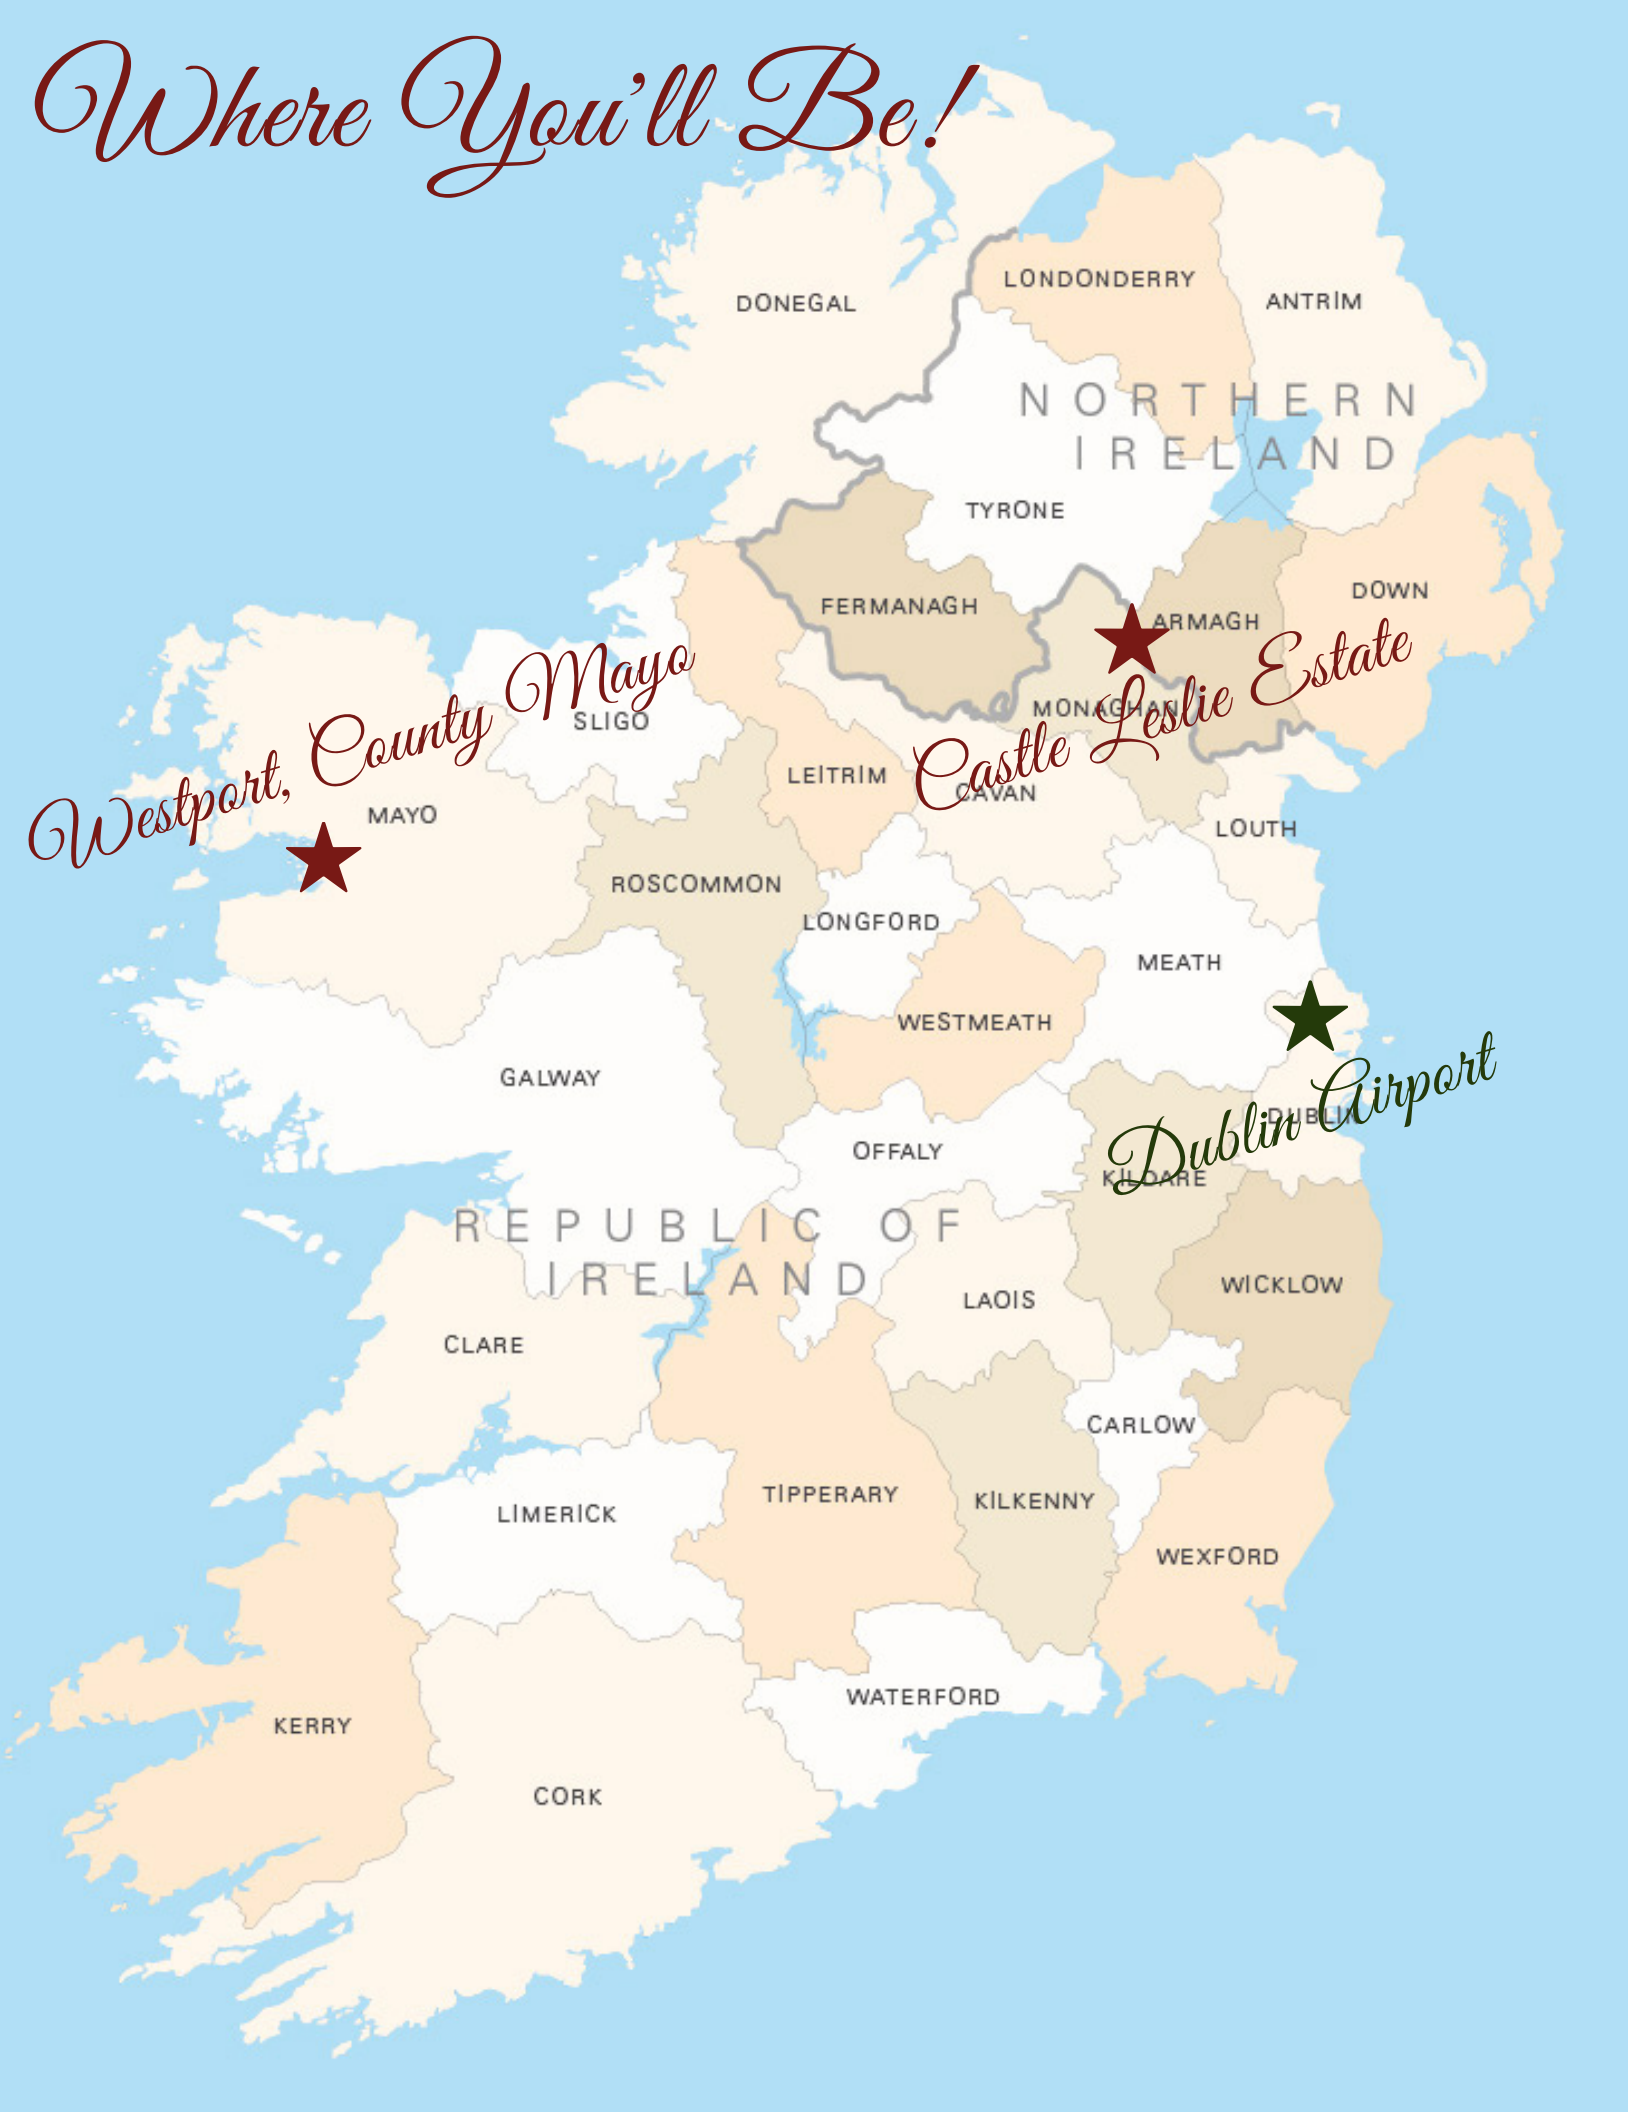 Where You'll Be!
LONDONDERRY
DONEGAL
ANTRIM
NORTHERN
IRELAND
TYRONE
DOWN
FERMANAGH
ARMAGH
Castle Leslie Estate
MONAGHAN
Westport, County Mayo
SLIGO
LEITRIM
CAVAN
MAYO
LOUTH
ROSCOMMON
LONGFORD
MEATH
WESTMEATH
GALWAY
Dublin Airport
DUBLIN
OFFALY
KILDARE
REPUBLIC OF
IRELAND
WICKLOW
LAOIS
CLARE
CARLOW
TIPPERARY
KILKENNY
LIMERICK
WEXFORD
WATERFORD
KERRY
CORK